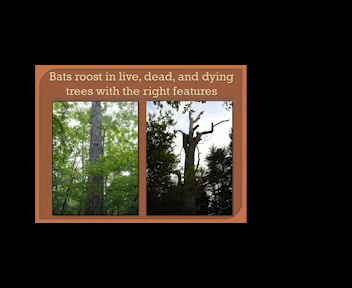 Bats roost in live, dead, and dying
trees with the right features